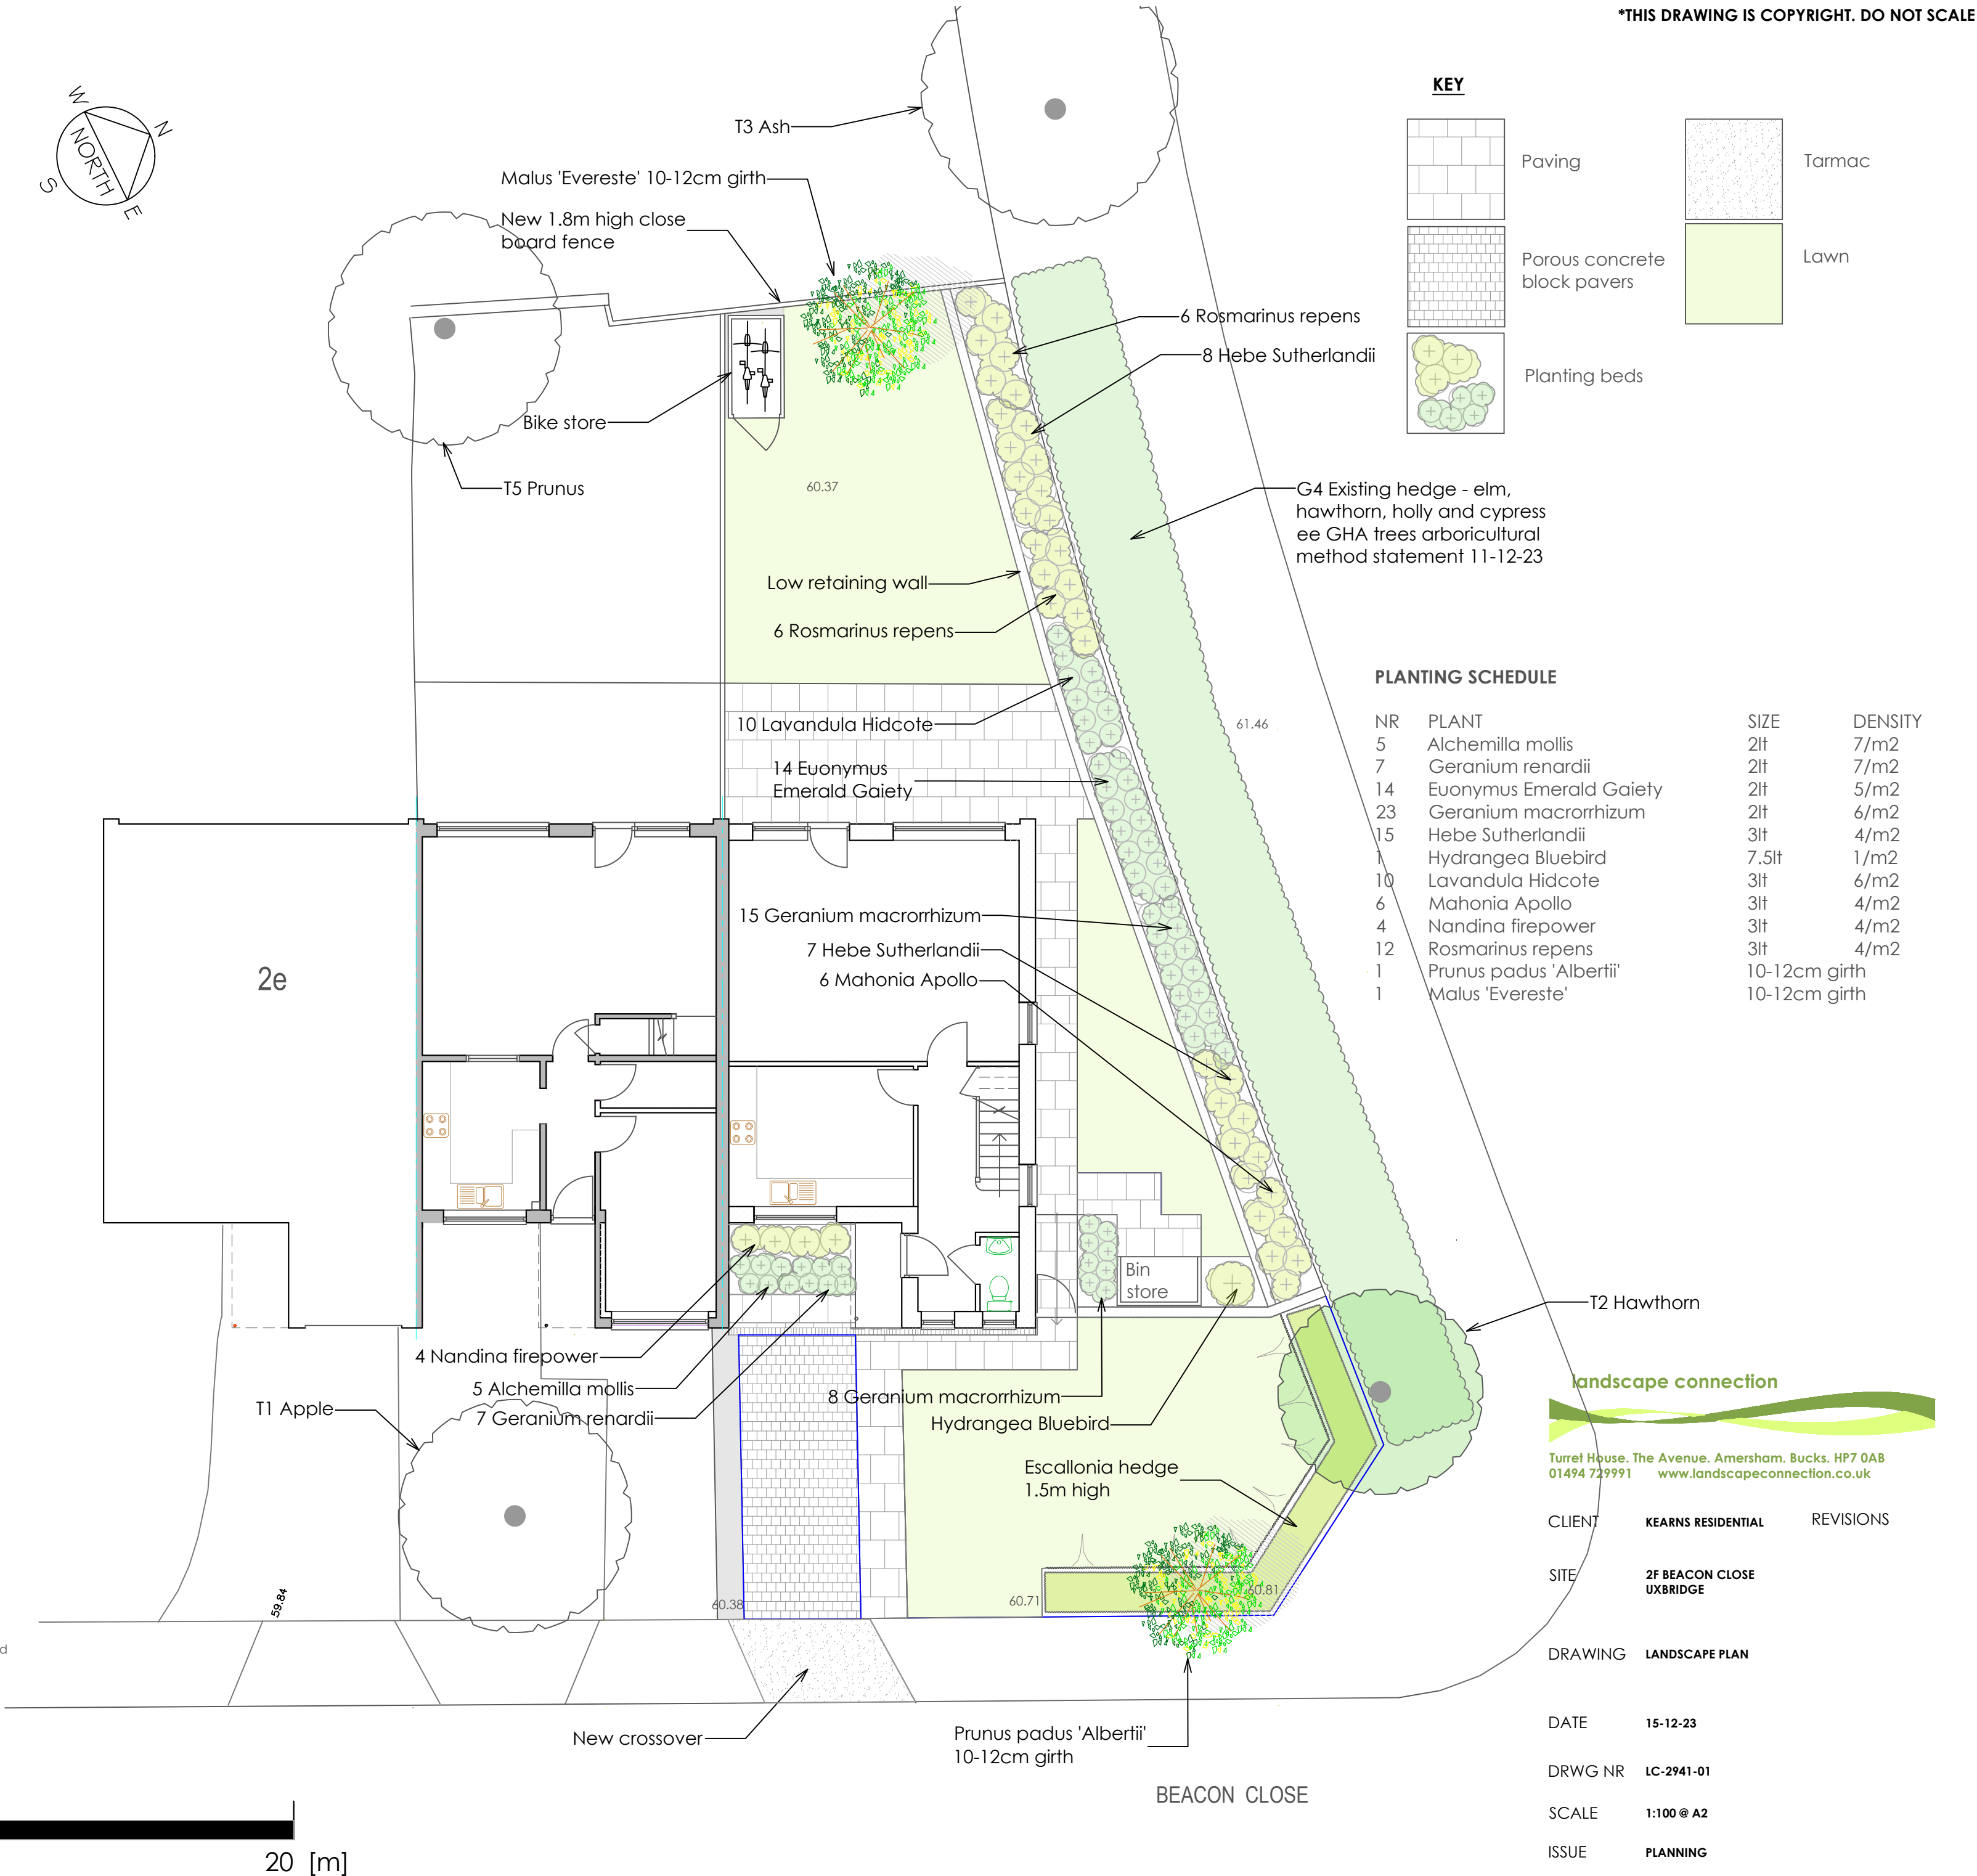 *THIS DRAWING IS COPYRIGHT. DO NOT SCALE
W
N
NORTH
S
E
KEY
Paving
Tarmac
Porous concrete
block pavers
Lawn
Planting beds
T3 Ash
Malus 'Evereste' 10-12cm girth
New 1.8m high close
board fence
6 Rosmarinus repens
8 Hebe Sutherlandii
Bike store
T5 Prunus
60.37
G4 Existing hedge - elm,
hawthorn, holly and cypress
ee GHA trees arboricultural
method statement 11-12-23
Low retaining wall
6 Rosmarinus repens
10 Lavandula Hidcote
61.46
14 Euonymus
Emerald Gaiety
PLANTING SCHEDULE
NR PLANT SIZE DENSITY
5 Alchemilla mollis 2lt 7/m2
7 Geranium renardii 2lt 7/m2
14 Euonymus Emerald Gaiety 2lt 5/m2
23 Geranium macrorrhizum 2lt 6/m2
15 Hebe Sutherlandii 3lt 4/m2
1 Hydrangea Bluebird 7.5lt 1/m2
10 Lavandula Hidcote 3lt 6/m2
6 Mahonia Apollo 3lt 4/m2
4 Nandina firepower 3lt 4/m2
12 Rosmarinus repens 3lt 4/m2
1 Prunus padus 'Albertii' 10-12cm girth
1 Malus 'Evereste' 10-12cm girth
15 Geranium macrorrhizum
7 Hebe Sutherlandii
6 Mahonia Apollo
2e
Bin
store
T2 Hawthorn
4 Nandina firepower
5 Alchemilla mollis
7 Geranium renardii
T1 Apple
8 Geranium macrorrhizum
Hydrangea Bluebird
Escallonia hedge
1.5m high
59.84
60.38
60.71
60.81
d
New crossover
Prunus padus 'Albertii'
10-12cm girth
BEACON CLOSE
20 [m]
landscape connection
Turret House. The Avenue. Amersham. Bucks. HP7 0AB
01494 729991 www.landscapeconnection.co.uk
CLIENT KEARNS RESIDENTIAL REVISIONS
SITE 2F BEACON CLOSE
UXBRIDGE
DRAWING LANDSCAPE PLAN
DATE 15-12-23
DRWG NR LC-2941-01
SCALE 1:100 @ A2
ISSUE PLANNING